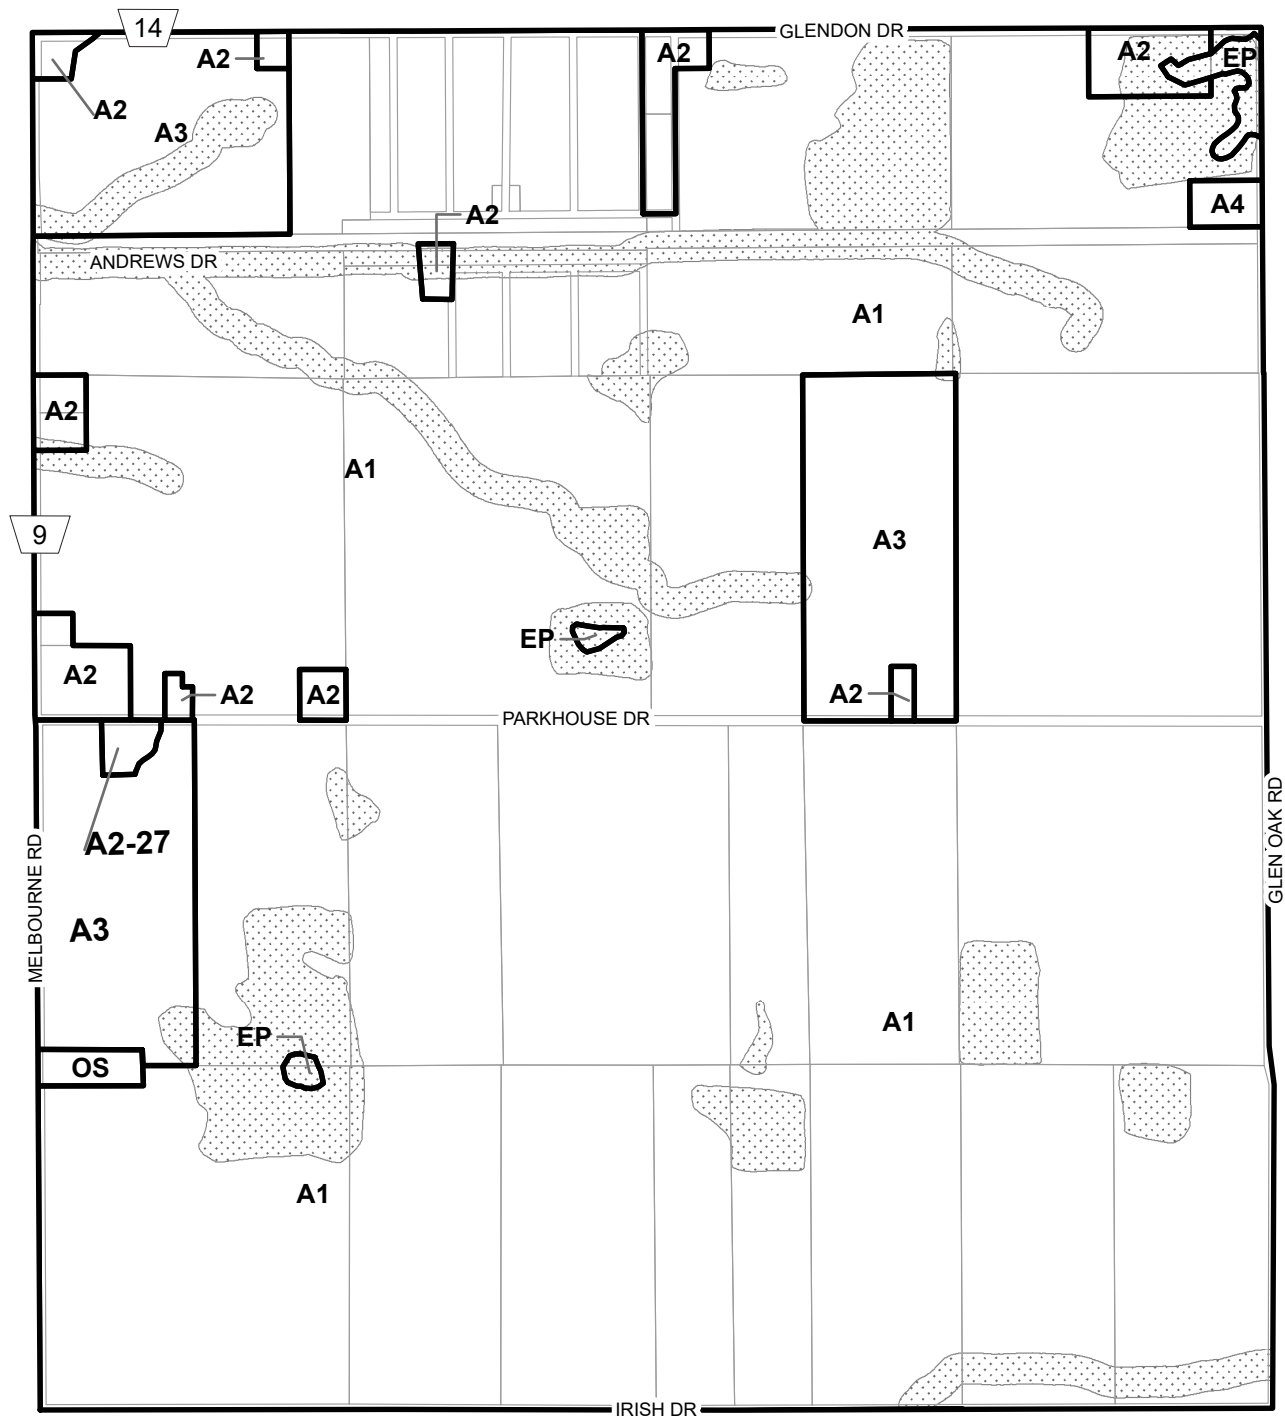 14
GLENDON DR
A2
A2
A2
EP
A2
A3
A4
A2
ANDREWS DR
A1
A2
A1
9
A3
EP
A2
A2
A2
A2
PARKHOUSE DR
A2-27
MELBOURNE RD
GLEN OAK RD
A3
A1
EP
OS
A1
IRISH DR